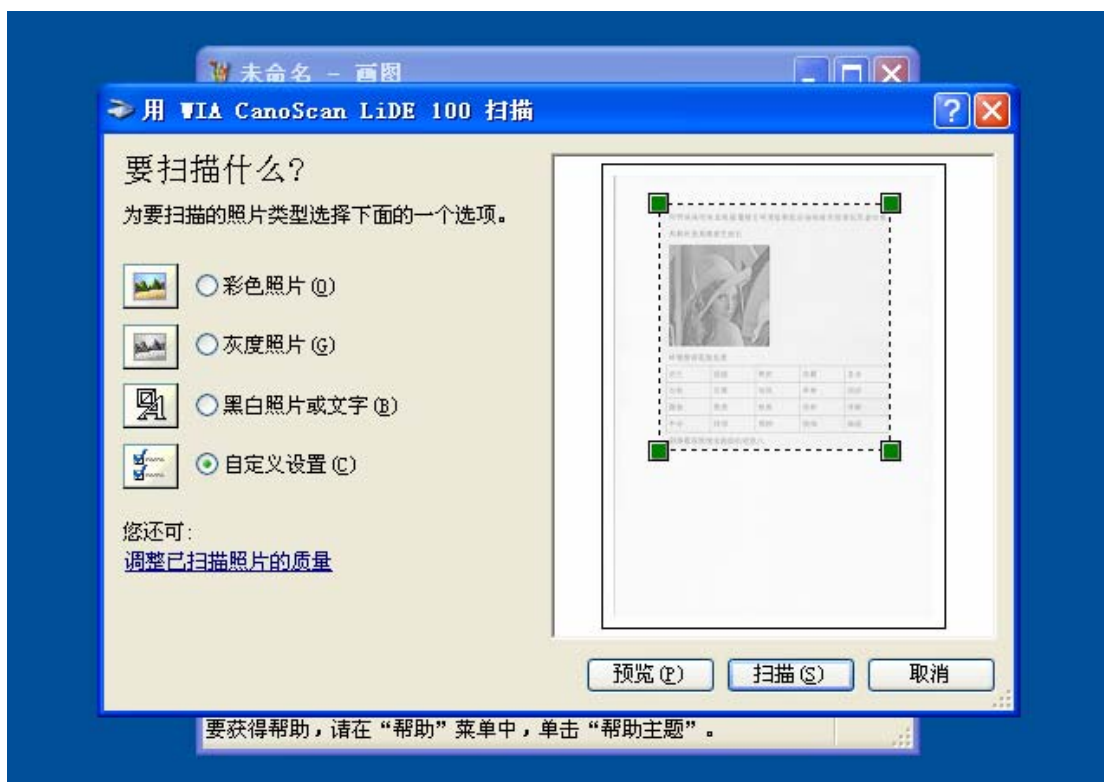 未命名 - 画图
用 WIA CanoScan LiDE 100 扫描
要扫描什么?
为要扫描的照片类型选择下面的一个选项。
彩色照片(O)
灰度照片(G)
黑白照片或文字(B)
自定义设置(C)
您还可:
调整已扫描照片的质量
预览(P) 扫描(S) 取消
要获得帮助，请在“帮助”菜单中，单击“帮助主题”。